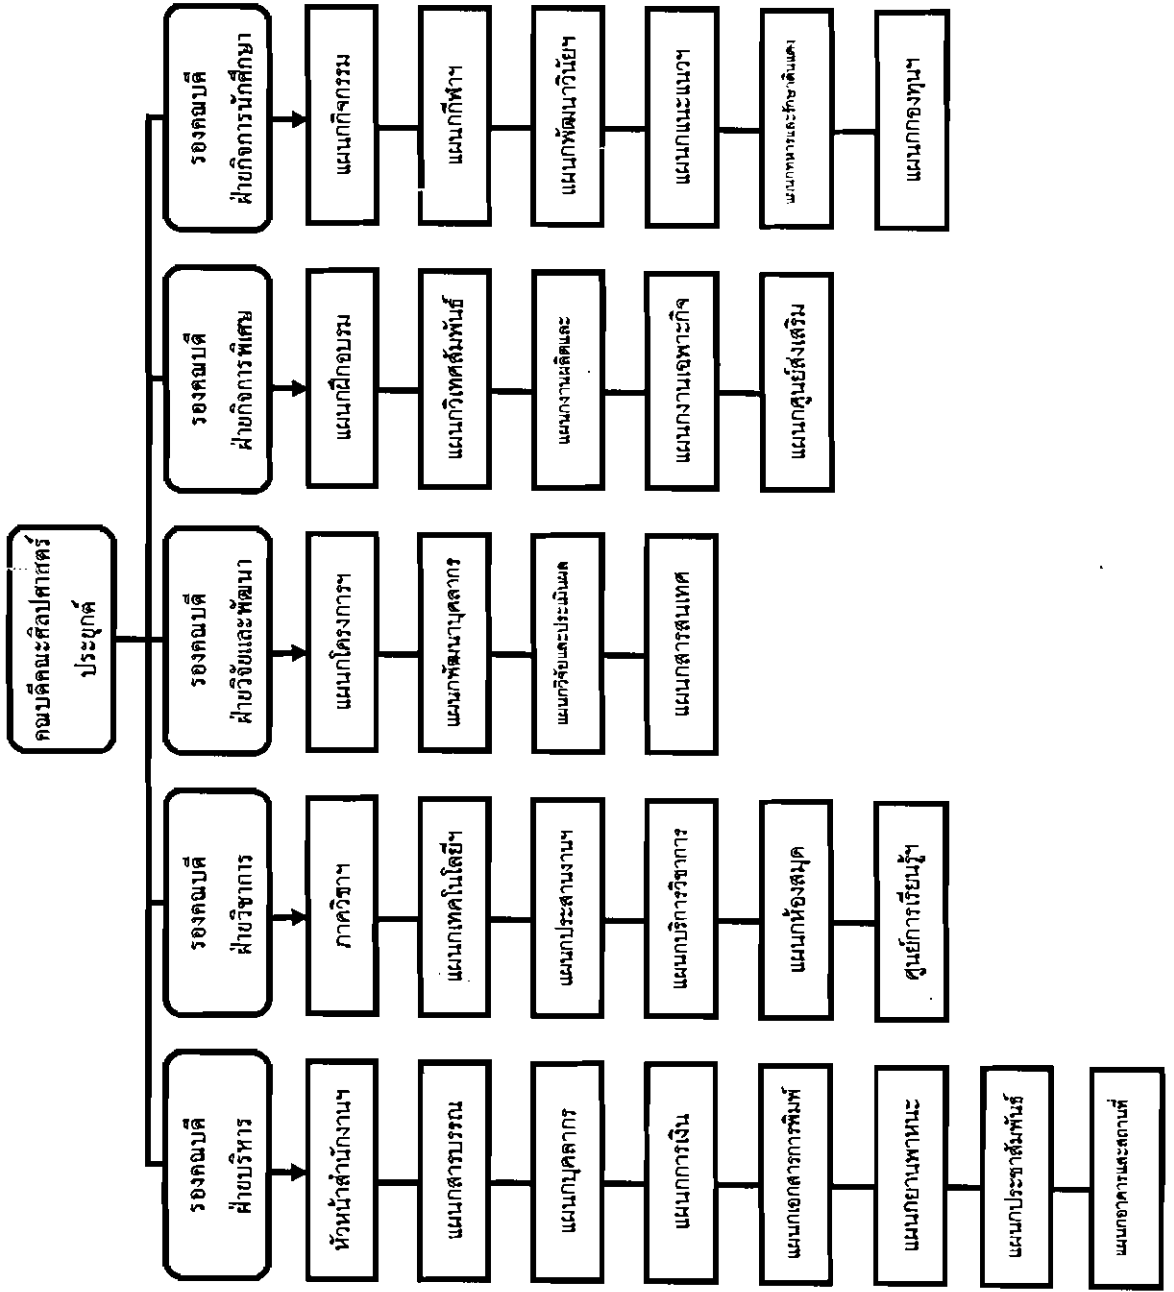 คณบดีคณะศิลปศาสตร์
ประยุกต์
รองคณบดี
ฝ่ายบริหาร
หัวหน้าสำนักงานฯ
แผนกสารบรรณ
แผนกบุคลากร
แผนกการเงิน
แผนกเอกสารการพิมพ์
แผนกยานพาหนะ
แผนกประชาสัมพันธ์
แผนกอาคารและสถานที่
รองคณบดี
ฝ่ายวิชาการ
ภาควิชาฯ
แผนกเทคโนโลยีฯ
แผนกประสานงานฯ
แผนกบริการวิชาการ
แผนกห้องสมุด
ศูนย์การเรียนรู้ฯ
รองคณบดี
ฝ่ายวิจัยและพัฒนา
แผนกโครงการฯ
แผนกพัฒนาบุคลากร
แผนกวิจัยและประเมินผล
แผนกสารสนเทศ
รองคณบดี
ฝ่ายกิจการพิเศษ
แผนกฝึกอบรม
แผนกวิเทศสัมพันธ์
แผนกงานผลิตและ
แผนกงานเฉพาะกิจ
แผนกศูนย์ส่งเสริม
รองคณบดี
ฝ่ายกิจการนักศึกษา
แผนกกิจกรรม
แผนกกีฬาฯ
แผนกพัฒนาวินัยฯ
แผนกแนะแนวฯ
แผนกทหารและรักษาดินแดน
แผนกกองทุนฯ